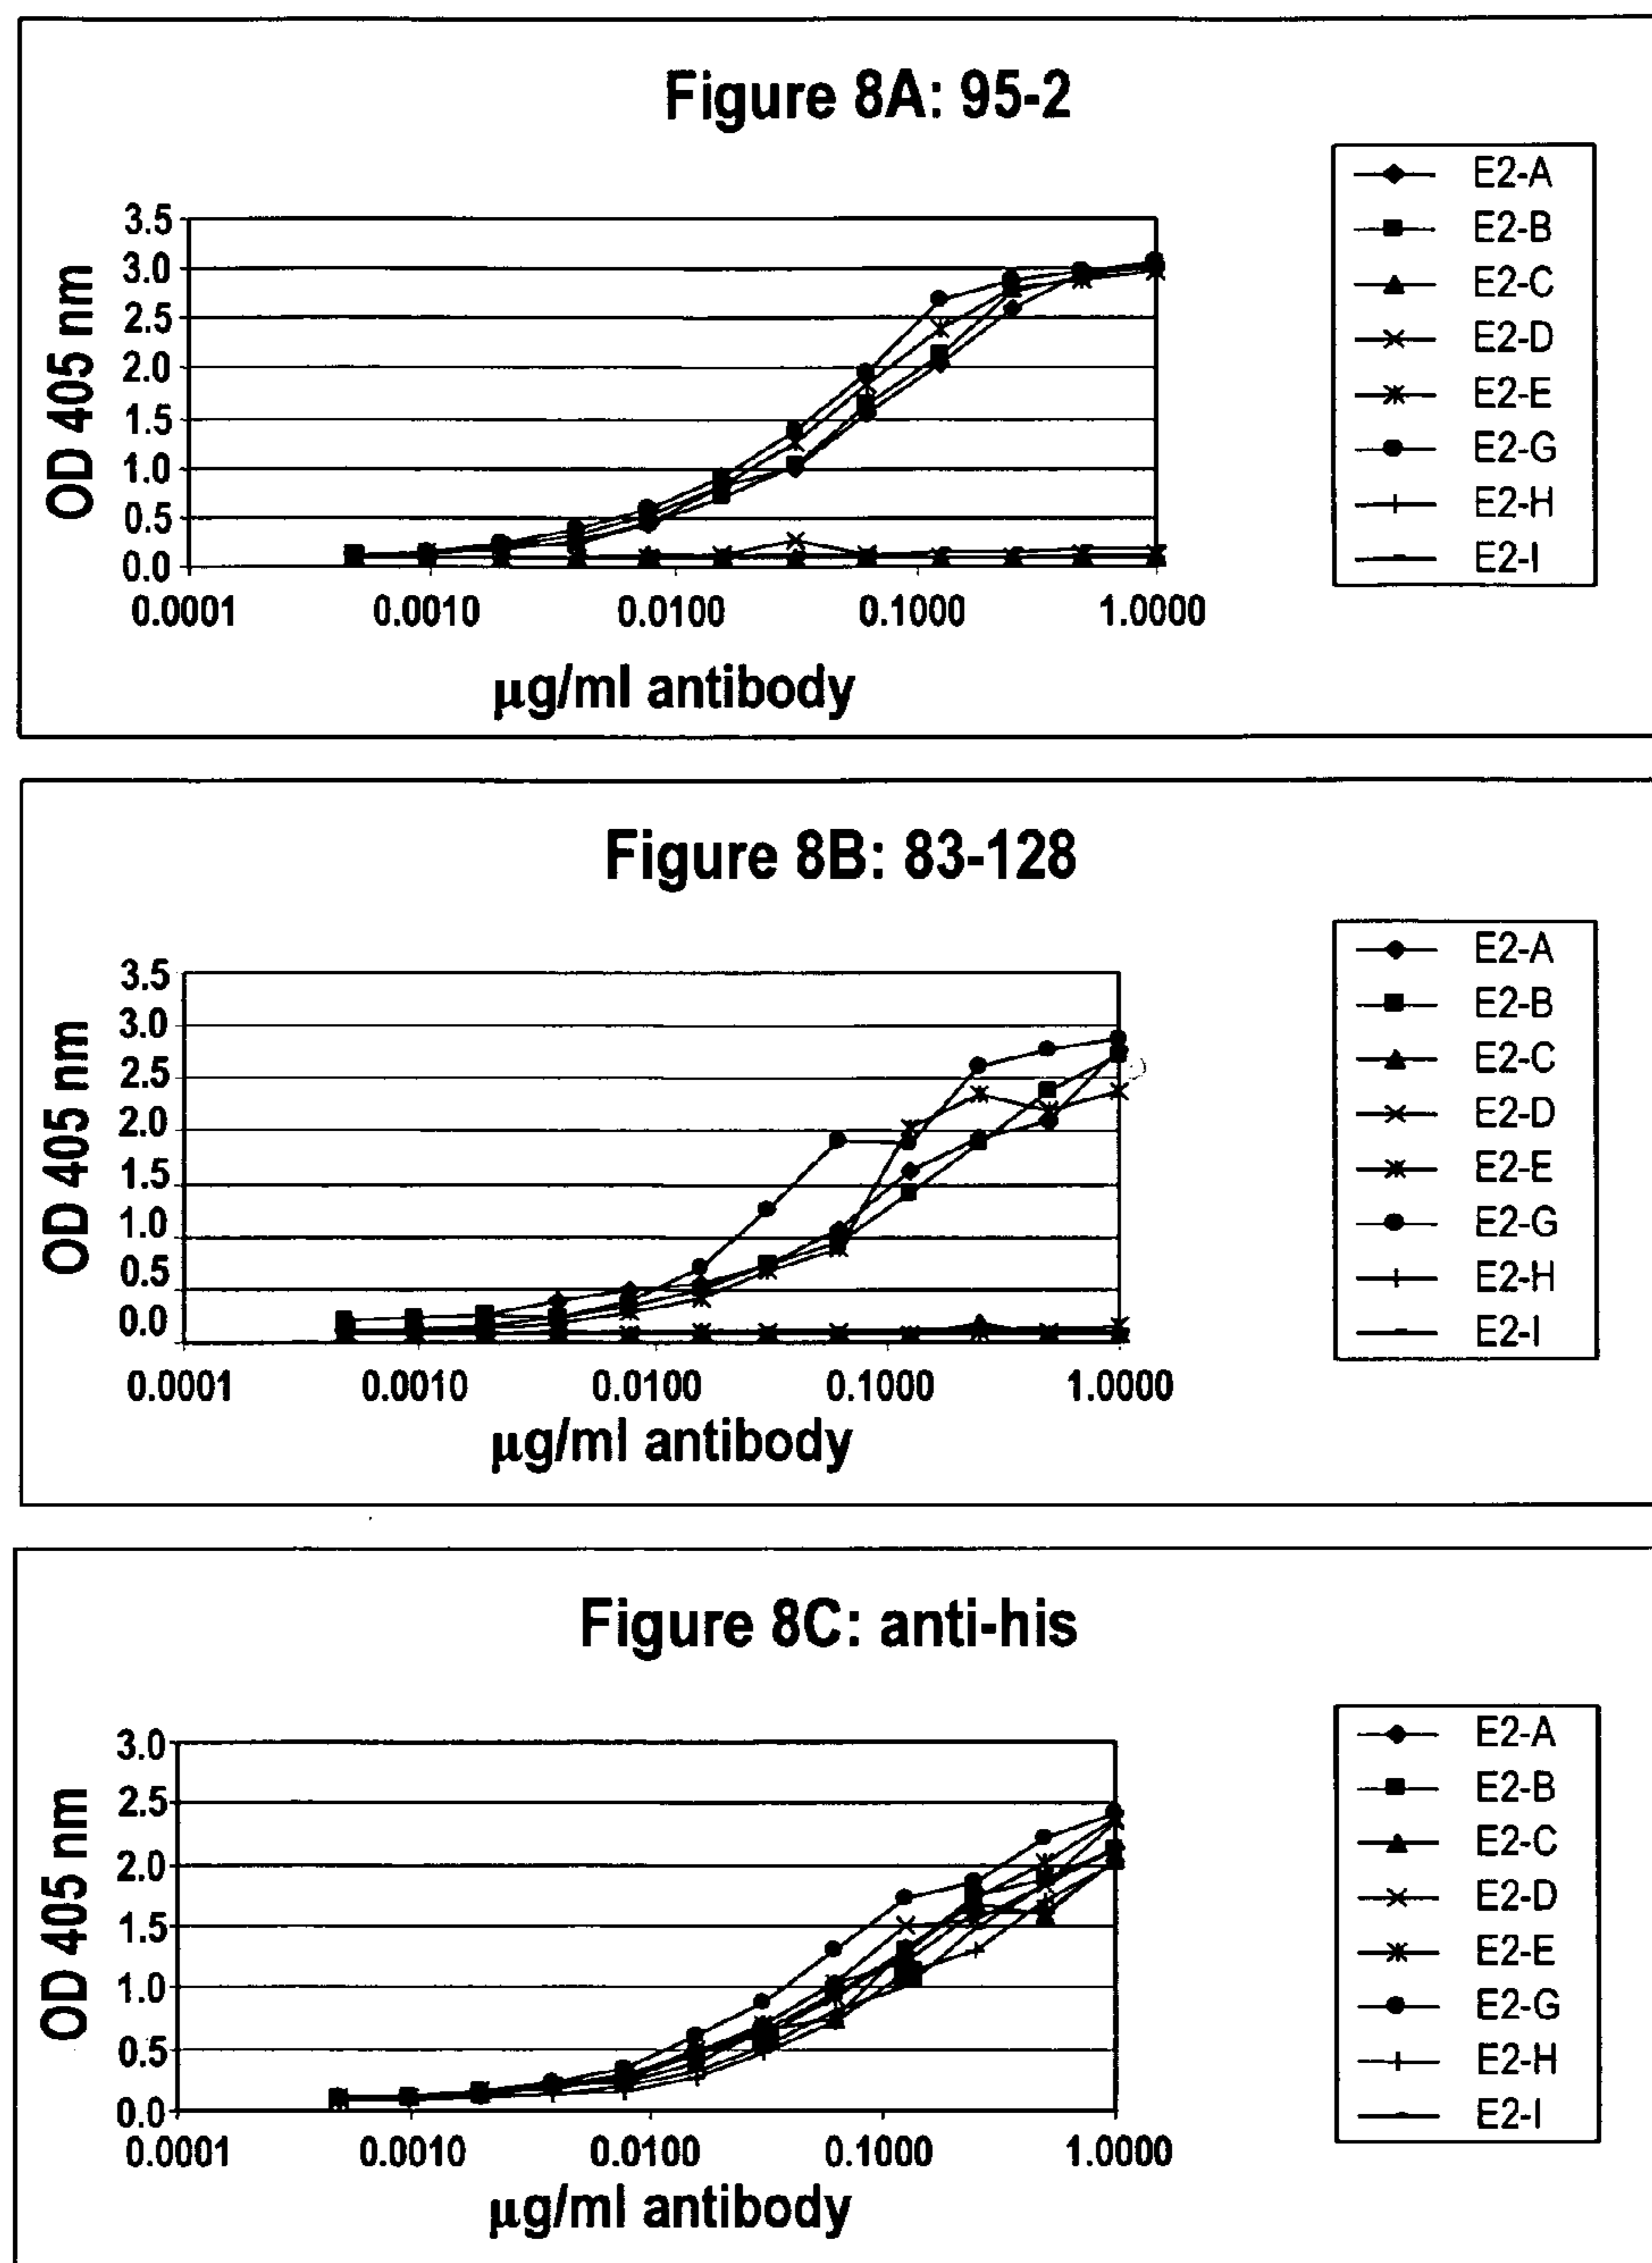 Figure 8A: 95-2
3.5
3.0
2.5
2.0
1.5
1.0
0.5
0.0
OD 405 nm
0.0001 0.0010 0.0100 0.1000 1.0000
µg/ml antibody
E2-A
E2-B
E2-C
E2-D
E2-E
E2-G
E2-H
E2-I
Figure 8B: 83-128
3.5
3.0
2.5
2.0
1.5
1.0
0.5
0.0
OD 405 nm
0.0001 0.0010 0.0100 0.1000 1.0000
µg/ml antibody
E2-A
E2-B
E2-C
E2-D
E2-E
E2-G
E2-H
E2-I
Figure 8C: anti-his
3.0
2.5
2.0
1.5
1.0
0.5
0.0
OD 405 nm
0.0001 0.0010 0.0100 0.1000 1.0000
µg/ml antibody
E2-A
E2-B
E2-C
E2-D
E2-E
E2-G
E2-H
E2-I